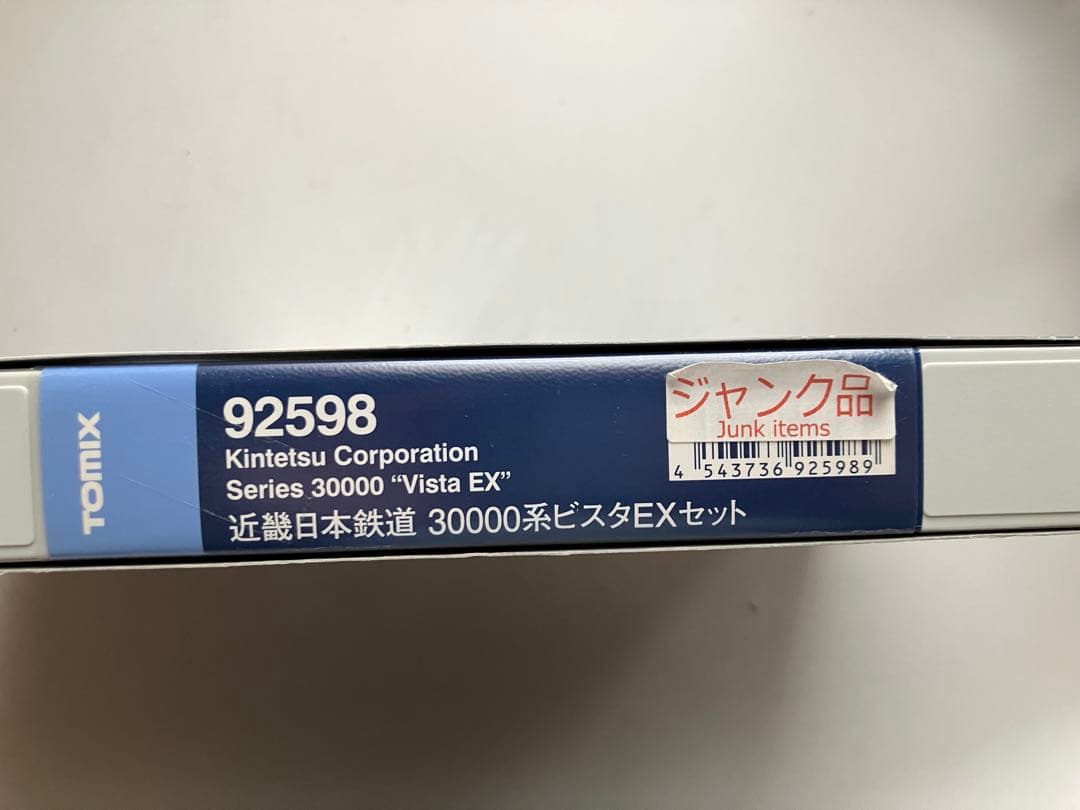 TOMIX
92598
Kintetsu Corporation
Series 30000 “Vista EX”
近畿日本鉄道 30000系ビスタEXセット
ジャンク品
Junk items
4 543736 925989